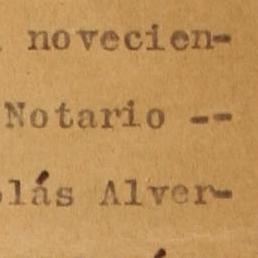 novecien-
Notario --
lás Alver-